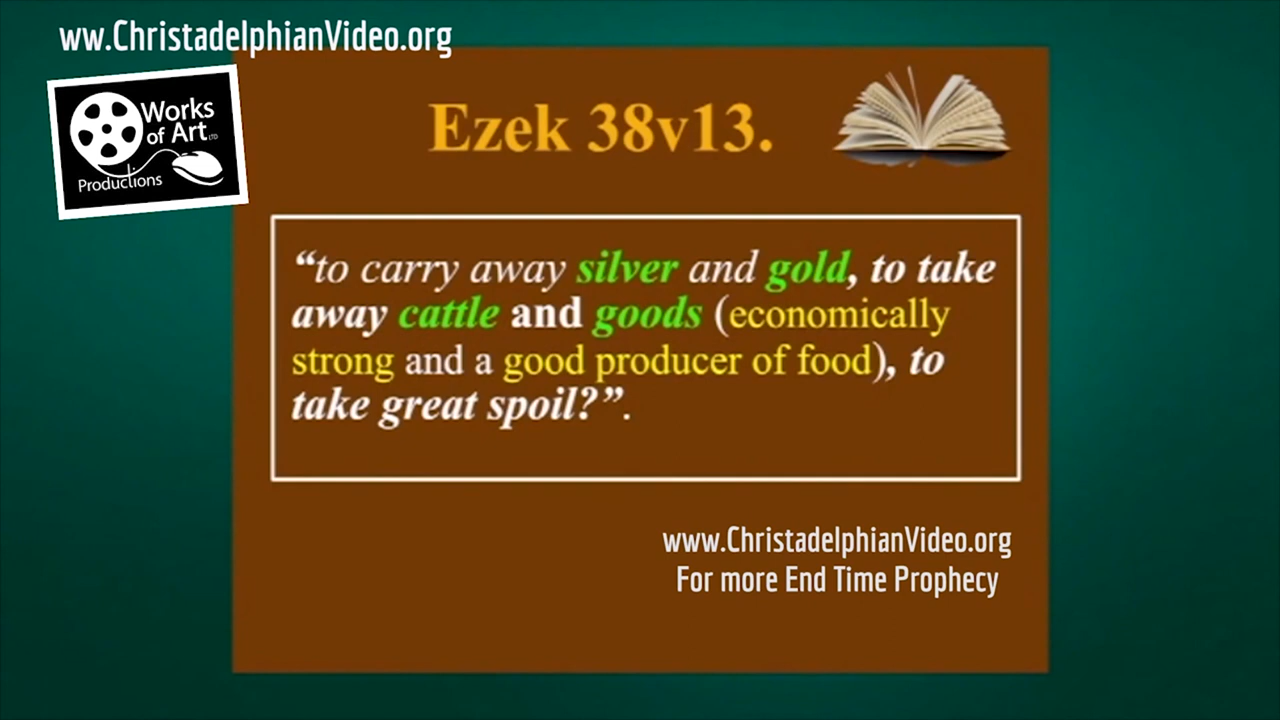 ww.ChristadelphianVideo.org
Works
of Art LTD
Productions
Ezek 38v13.
“to carry away silver and gold, to take
away cattle and goods (economically
strong and a good producer of food), to
take great spoil?”.
www.ChristadelphianVideo.org
For more End Time Prophecy